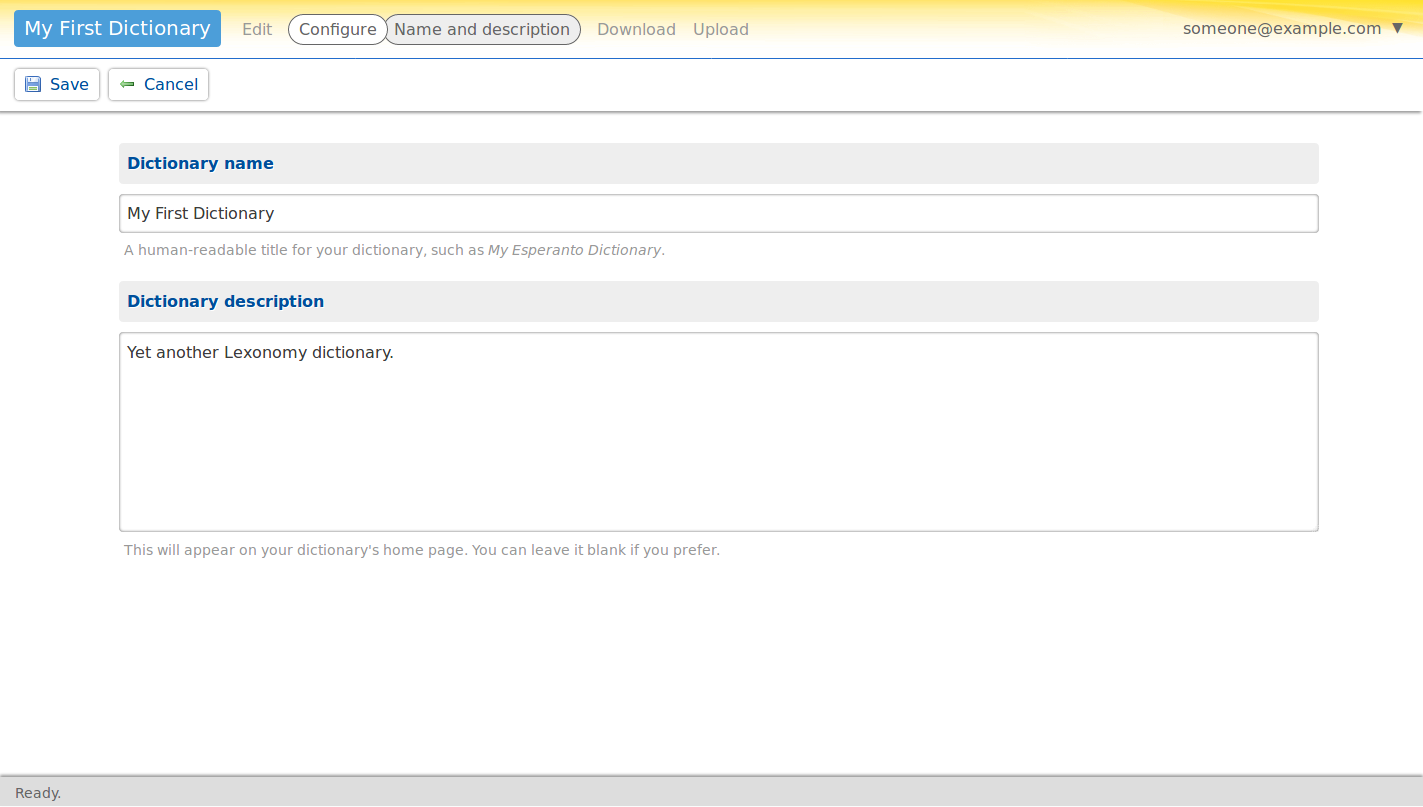 My First Dictionary Edit Configure Name and description Download Upload someone@example.com ▼
Save Cancel
Dictionary name
My First Dictionary
A human-readable title for your dictionary, such as My Esperanto Dictionary.
Dictionary description
Yet another Lexonomy dictionary.
This will appear on your dictionary's home page. You can leave it blank if you prefer.
Ready.